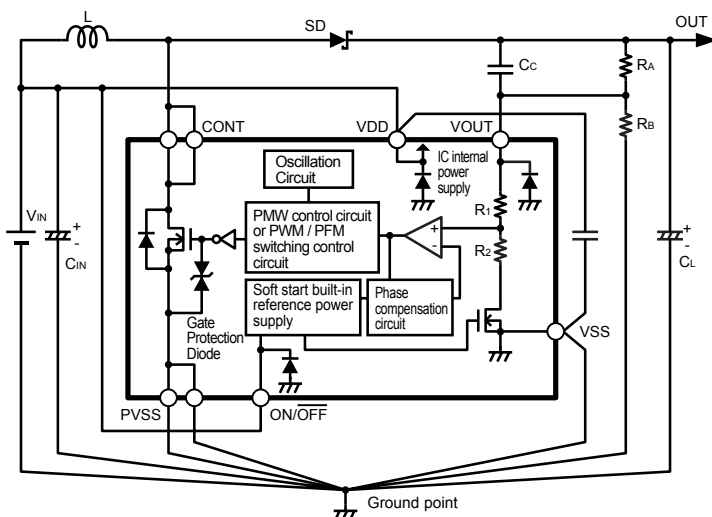 L
SD
OUT
CC
RA
RB
CONT
VDD
VOUT
Oscillation
Circuit
IC internal
power
supply
VIN
+
-
CIN
PMW control circuit
or PWM / PFM
switching control
circuit
+
-
R1
R2
+
-
CL
Gate
Protection
Diode
Soft start built-in
reference power
supply
Phase
compensation
circuit
VSS
PVSS
ON/OFF
Ground point